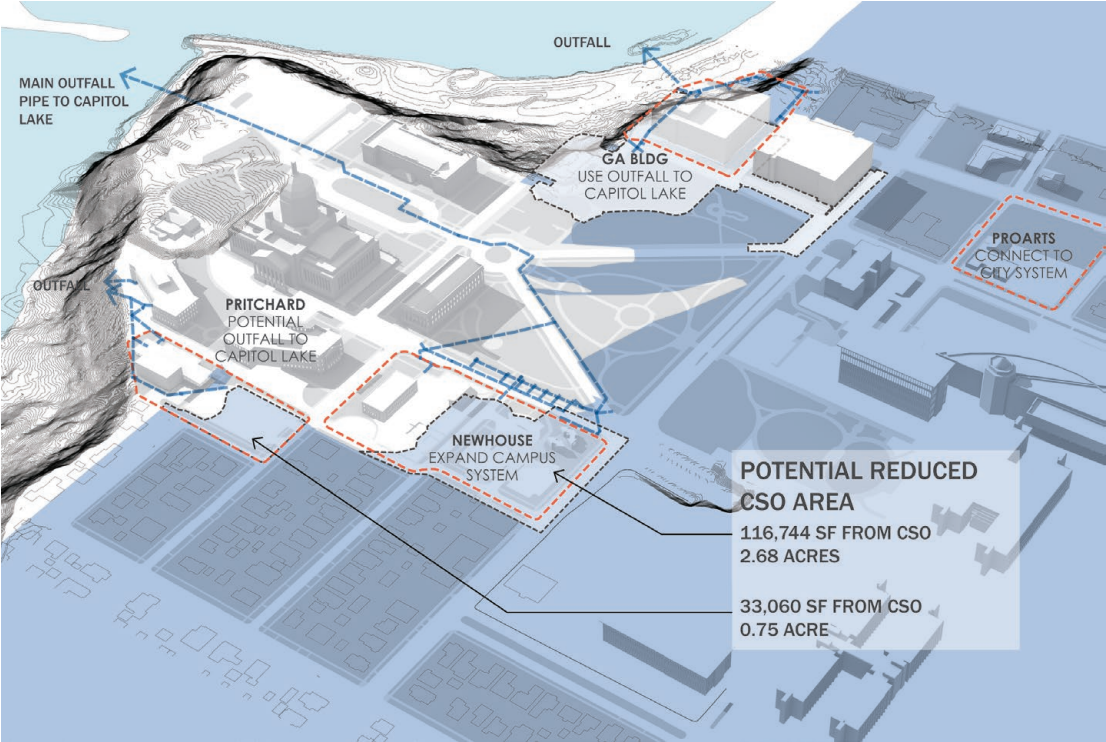 OUTFALL
MAIN OUTFALL
PIPE TO CAPITOL
LAKE
GA BLDG
USE OUTFALL TO
CAPITOL LAKE
PROARTS
CONNECT TO
CITY SYSTEM
OUTFALL
PRITCHARD
POTENTIAL
OUTFALL TO
CAPITOL LAKE
NEWHOUSE
EXPAND CAMPUS
SYSTEM
POTENTIAL REDUCED
CSO AREA
116,744 SF FROM CSO
2.68 ACRES
33,060 SF FROM CSO
0.75 ACRE